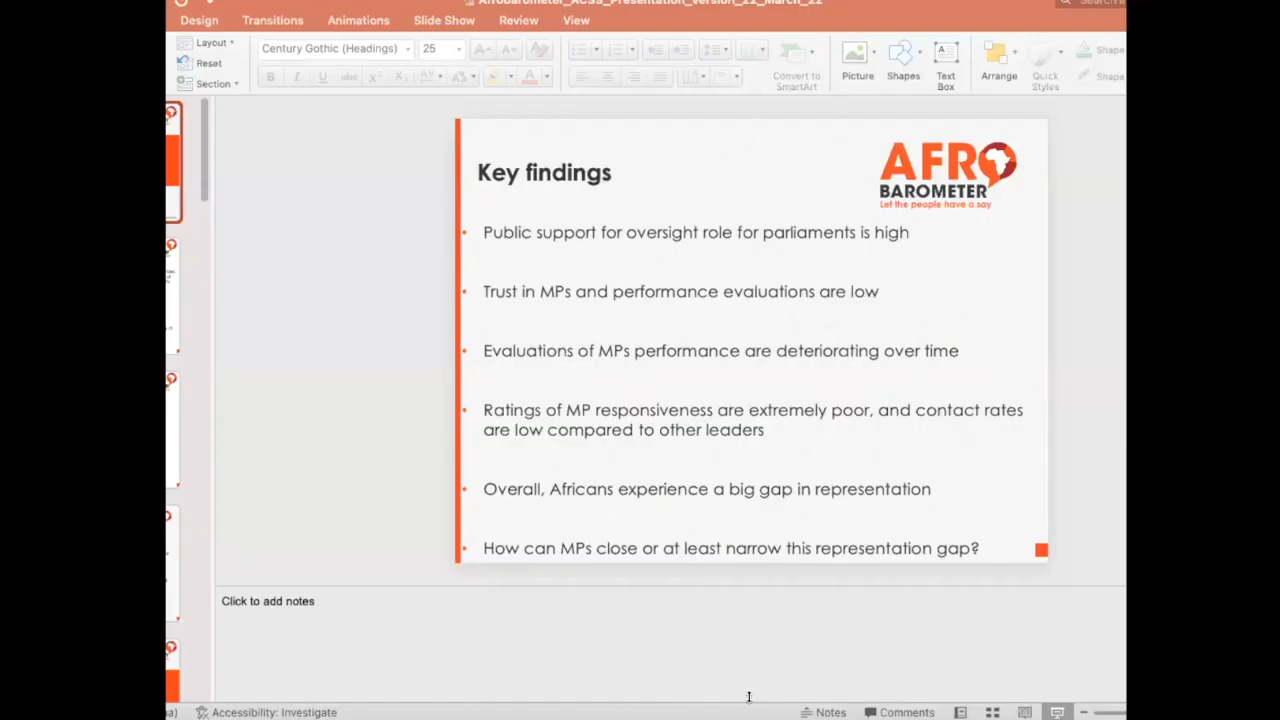 Afrobarometer_ACSS_Presentation_Version_22_March_22
Design Transitions Animations Slide Show Review View
Layout
Reset
Section
Century Gothic (Headings) 25
Convert to
SmartArt
Picture
Shapes
Text
Box
Arrange
Quick
Styles
Shape
Shape
Key findings
AFRO
BAROMETER
Let the people have a say
• Public support for oversight role for parliaments is high
• Trust in MPs and performance evaluations are low
• Evaluations of MPs performance are deteriorating over time
• Ratings of MP responsiveness are extremely poor, and contact rates
are low compared to other leaders
• Overall, Africans experience a big gap in representation
• How can MPs close or at least narrow this representation gap?
Click to add notes
Accessibility: Investigate
Notes
Comments